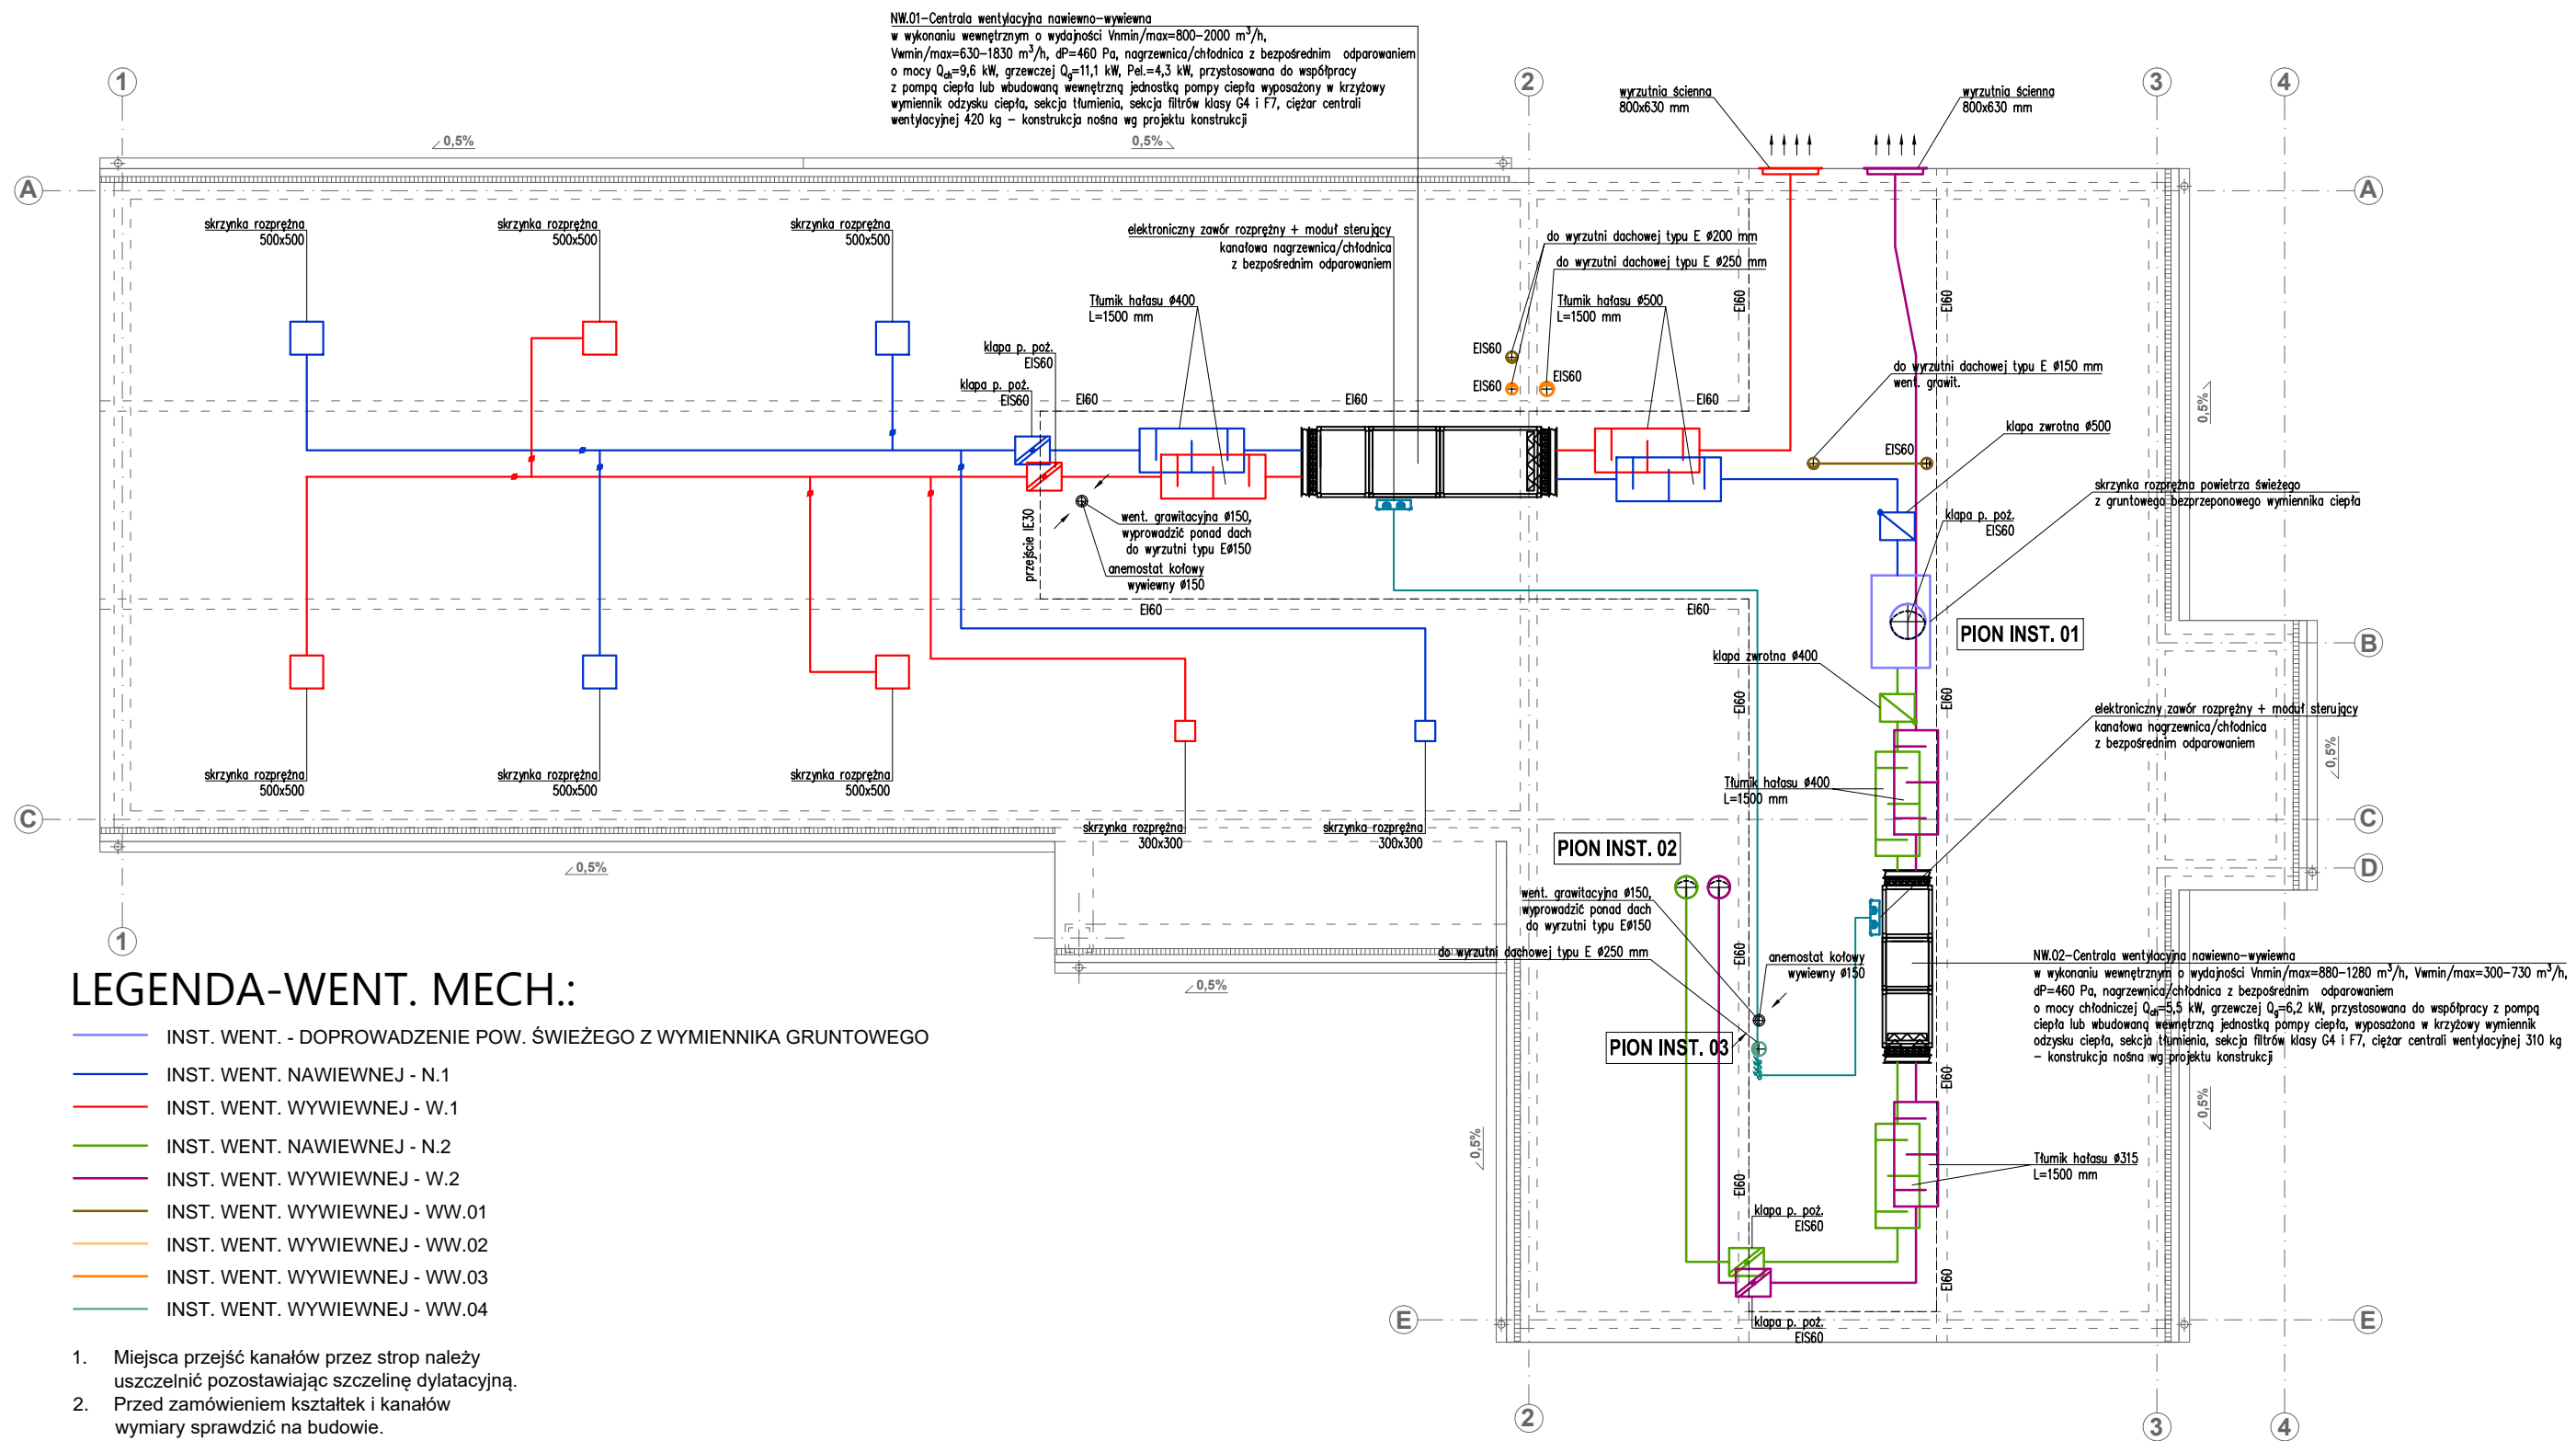 NW.01-Centrala wentylacyjna nawiewno-wywiewna
w wykonaniu wewnętrznym o wydajności Vnmin/max=800-2000 m³/h,
Vwmin/max=630-1830 m³/h, dP=460 Pa, nagrzewnica/chłodnica z bezpośrednim odparowaniem
o mocy Qch=9,6 kW, grzewczej Qg=11,1 kW, Pel.=4,3 kW, przystosowana do współpracy
z pompą ciepła lub wbudowaną wewnętrzną jednostką pompy ciepła wyposażony w krzyżowy
wymiennik odzysku ciepła, sekcja tłumienia, sekcja filtrów klasy G4 i F7, ciężar centrali
wentylacyjnej 420 kg – konstrukcja nośna wg projektu konstrukcji
1
2
3
4
wyrzutnia ścienna
800x630 mm
wyrzutnia ścienna
800x630 mm
0,5%
0,5%
A
A
skrzynka rozprężna
500x500
skrzynka rozprężna
500x500
skrzynka rozprężna
500x500
elektroniczny zawór rozprężny + moduł sterujący
kanałowa nagrzewnica/chłodnica
z bezpośrednim odparowaniem
do wyrzutni dachowej typu E ø200 mm
do wyrzutni dachowej typu E ø250 mm
Tłumik hałasu ø400
L=1500 mm
Tłumik hałasu ø500
L=1500 mm
EI60
EI60
klapa p. poż.
EIS60
klapa p. poż.
EIS60
EIS60
EIS60
EIS60
EI60
EI60
EI60
do wyrzutni dachowej typu E ø150 mm
went. grawit.
0,5%
klapa zwrotna ø500
EIS60
skrzynka rozprężna powietrza świeżego
z gruntowego bezprzeponowego wymiennika ciepła
klapa p. poż.
EIS60
went. grawitacyjna ø150,
wyprowadzić ponad dach
do wyrzutni typu Eø150
anemostat kołowy
wywiewny ø150
przejście IE30
EI60
EI60
PION INST. 01
B
klapa zwrotna ø400
EI60
EI60
elektroniczny zawór rozprężny + moduł sterujący
kanałowa nagrzewnica/chłodnica
z bezpośrednim odparowaniem
0,5%
skrzynka rozprężna
500x500
skrzynka rozprężna
500x500
skrzynka rozprężna
500x500
Tłumik hałasu ø400
L=1500 mm
C
C
skrzynka rozprężna
300x300
skrzynka rozprężna
300x300
PION INST. 02
0,5%
D
went. grawitacyjna ø150,
wyprowadzić ponad dach
do wyrzutni typu Eø150
do wyrzutni dachowej typu E ø250 mm
EI60
anemostat kołowy
wywiewny ø150
1
0,5%
NW.02-Centrala wentylacyjna nawiewno-wywiewna
w wykonaniu wewnętrznym o wydajności Vnmin/max=880-1280 m³/h, Vwmin/max=300-730 m³/h,
dP=460 Pa, nagrzewnica/chłodnica z bezpośrednim odparowaniem
o mocy chłodniczej Qch=5,5 kW, grzewczej Qg=6,2 kW, przystosowana do współpracy z pompą
ciepła lub wbudowaną wewnętrzną jednostką pompy ciepła, wyposażona w krzyżowy wymiennik
odzysku ciepła, sekcja tłumienia, sekcja filtrów klasy G4 i F7, ciężar centrali wentylacyjnej 310 kg
– konstrukcja nośna wg projektu konstrukcji
PION INST. 03
EI60
0,5%
0,5%
Tłumik hałasu ø315
L=1500 mm
EI60
klapa p. poż.
EIS60
EI60
klapa p. poż.
EIS60
E
E
2
3
4
LEGENDA-WENT. MECH.:
INST. WENT. - DOPROWADZENIE POW. ŚWIEŻEGO Z WYMIENNIKA GRUNTOWEGO
INST. WENT. NAWIEWNEJ - N.1
INST. WENT. WYWIEWNEJ - W.1
INST. WENT. NAWIEWNEJ - N.2
INST. WENT. WYWIEWNEJ - W.2
INST. WENT. WYWIEWNEJ - WW.01
INST. WENT. WYWIEWNEJ - WW.02
INST. WENT. WYWIEWNEJ - WW.03
INST. WENT. WYWIEWNEJ - WW.04
1. Miejsca przejść kanałów przez strop należy
uszczelnić pozostawiając szczelinę dylatacyjną.
2. Przed zamówieniem kształtek i kanałów
wymiary sprawdzić na budowie.